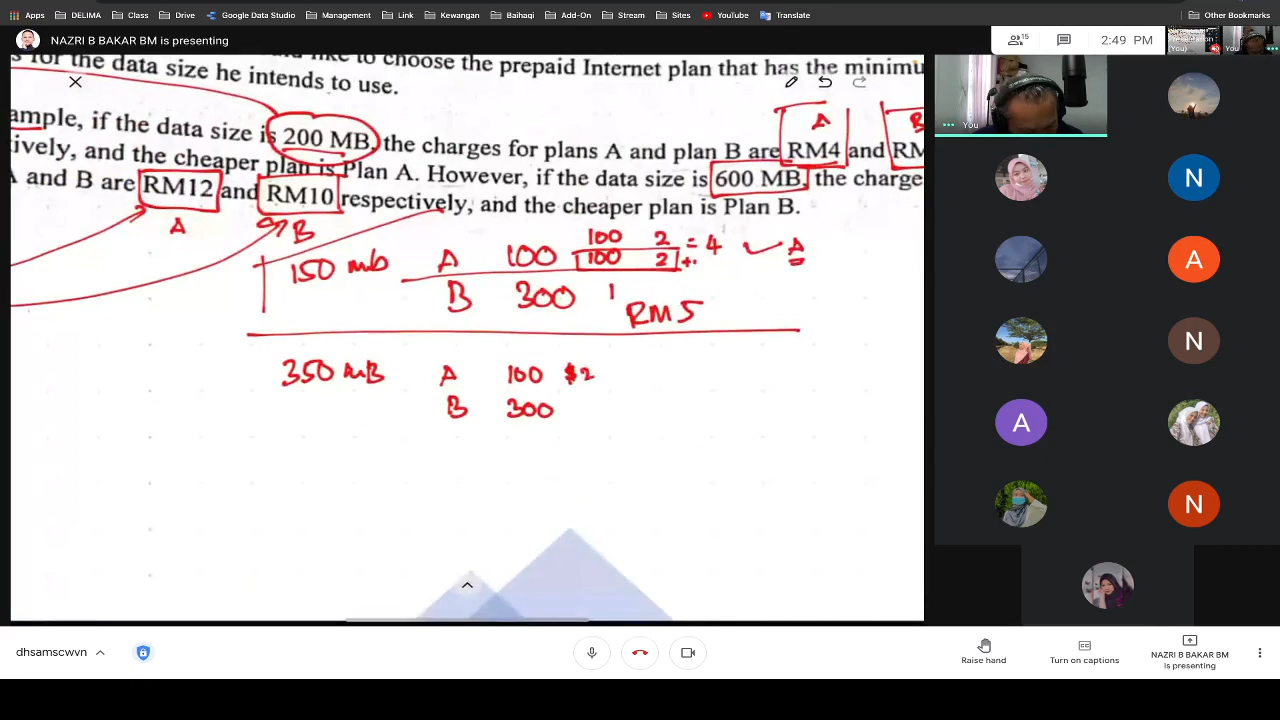 Apps DELIMA Class Drive Google Data Studio Management Link Kewangan Baihaqi Add-On Stream Sites YouTube Translate Other Bookmarks
NAZRI B BAKAR BM is presenting
15
2:49 PM
(You)
You
to choose the prepaid Internet plan that has the minimu
s for the data size he intends to use.
ample, if the data size is 200 MB, the charges for plans A and plan B are RM4 and RM
tively, and the cheaper plan is Plan A. However, if the data size is 600 MB, the charge
A and B are RM12 and RM10 respectively, and the cheaper plan is Plan B.
A
B
A
B
100 2 = 4 A
150 mb A 100 100 2 +
B 300 1 RM5
350 MB A 100 $2
B 300
You
N
A
N
A
N
dhsamscwvn
Raise hand
Turn on captions
NAZRI B BAKAR BM
is presenting